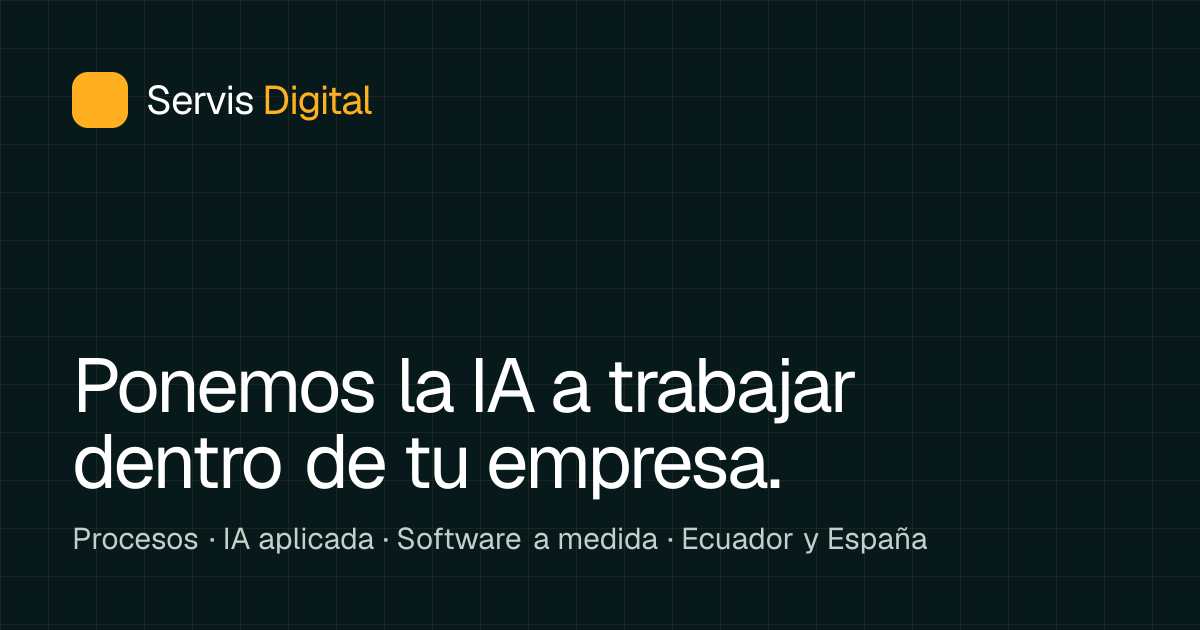 Servis Digital
Ponemos la IA a trabajar
dentro de tu empresa.
Procesos · IA aplicada · Software a medida · Ecuador y España